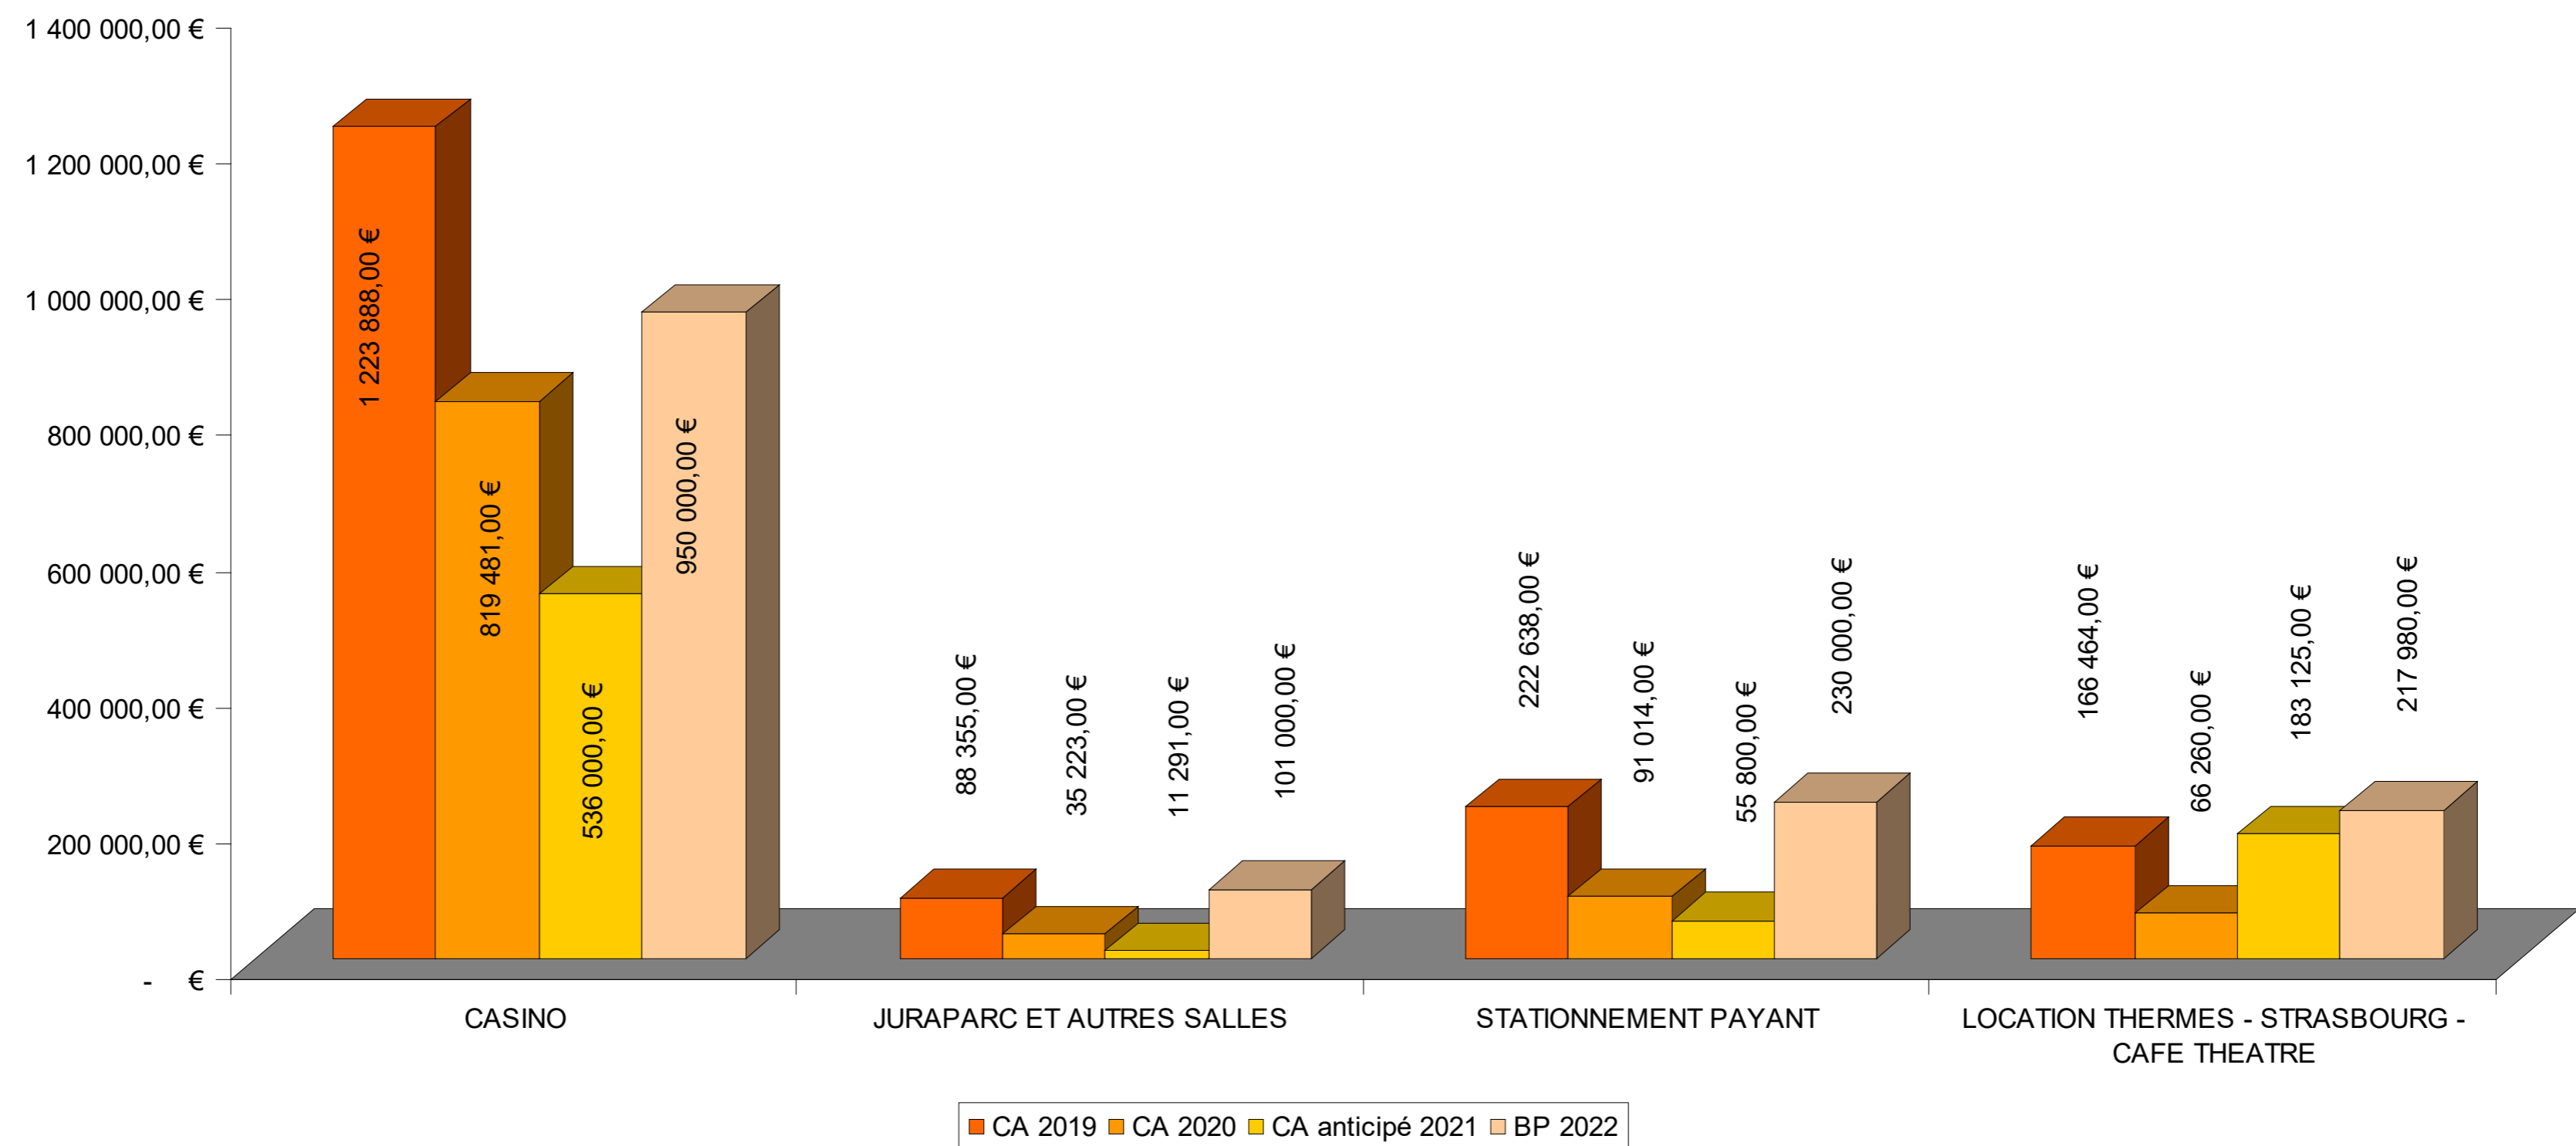 1 400 000,00 €
1 200 000,00 €
1 000 000,00 €
800 000,00 €
600 000,00 €
400 000,00 €
200 000,00 €
- €
1 223 888,00 €
819 481,00 €
536 000,00 €
950 000,00 €
88 355,00 €
35 223,00 €
11 291,00 €
101 000,00 €
222 638,00 €
91 014,00 €
55 800,00 €
230 000,00 €
166 464,00 €
66 260,00 €
183 125,00 €
217 980,00 €
CASINO
JURAPARC ET AUTRES SALLES
STATIONNEMENT PAYANT
LOCATION THERMES - STRASBOURG -
CAFE THEATRE
CA 2019
CA 2020
CA anticipé 2021
BP 2022